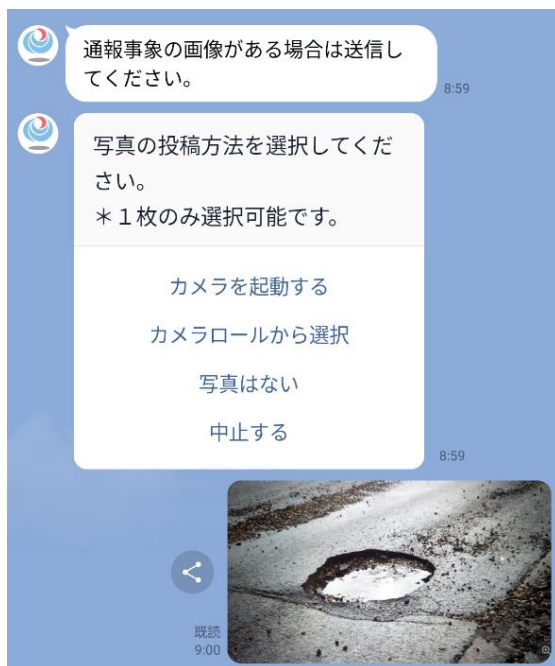 通報事象の画像がある場合は送信し
てください。
8:59
写真の投稿方法を選択してくだ
さい。
＊１枚のみ選択可能です。
カメラを起動する
カメラロールから選択
写真はない
中止する
8:59
既読
9:00